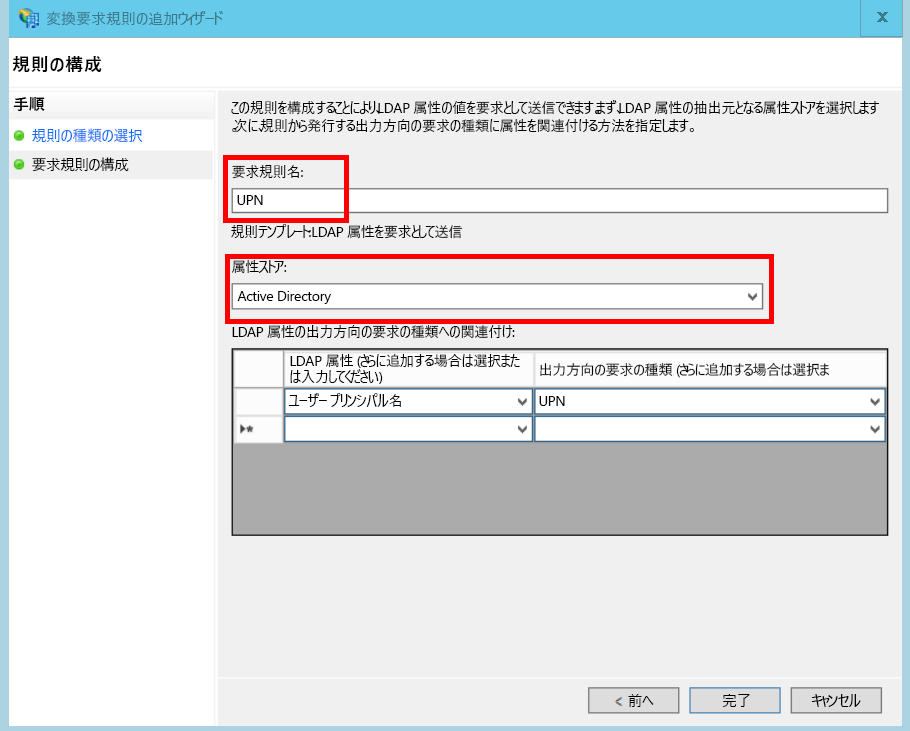 変換要求規則の追加ウィザード
X
規則の構成
手順
規則の種類の選択
要求規則の構成
この規則を構成することにより、LDAP 属性の値を要求として送信できます。まず、LDAP 属性の抽出元となる属性ストアを選択します
。次に、規則から発行する出力方向の要求の種類に属性を関連付ける方法を指定します。
要求規則名:
UPN
規則テンプレート: LDAP 属性を要求として送信
属性ストア:
Active Directory
LDAP 属性の出力方向の要求の種類への関連付け:
LDAP 属性 (さらに追加する場合は選択また
は入力してください)
出力方向の要求の種類 (さらに追加する場合は選択ま
ユーザー プリンシパル名
UPN
< 前へ
完了
キャンセル